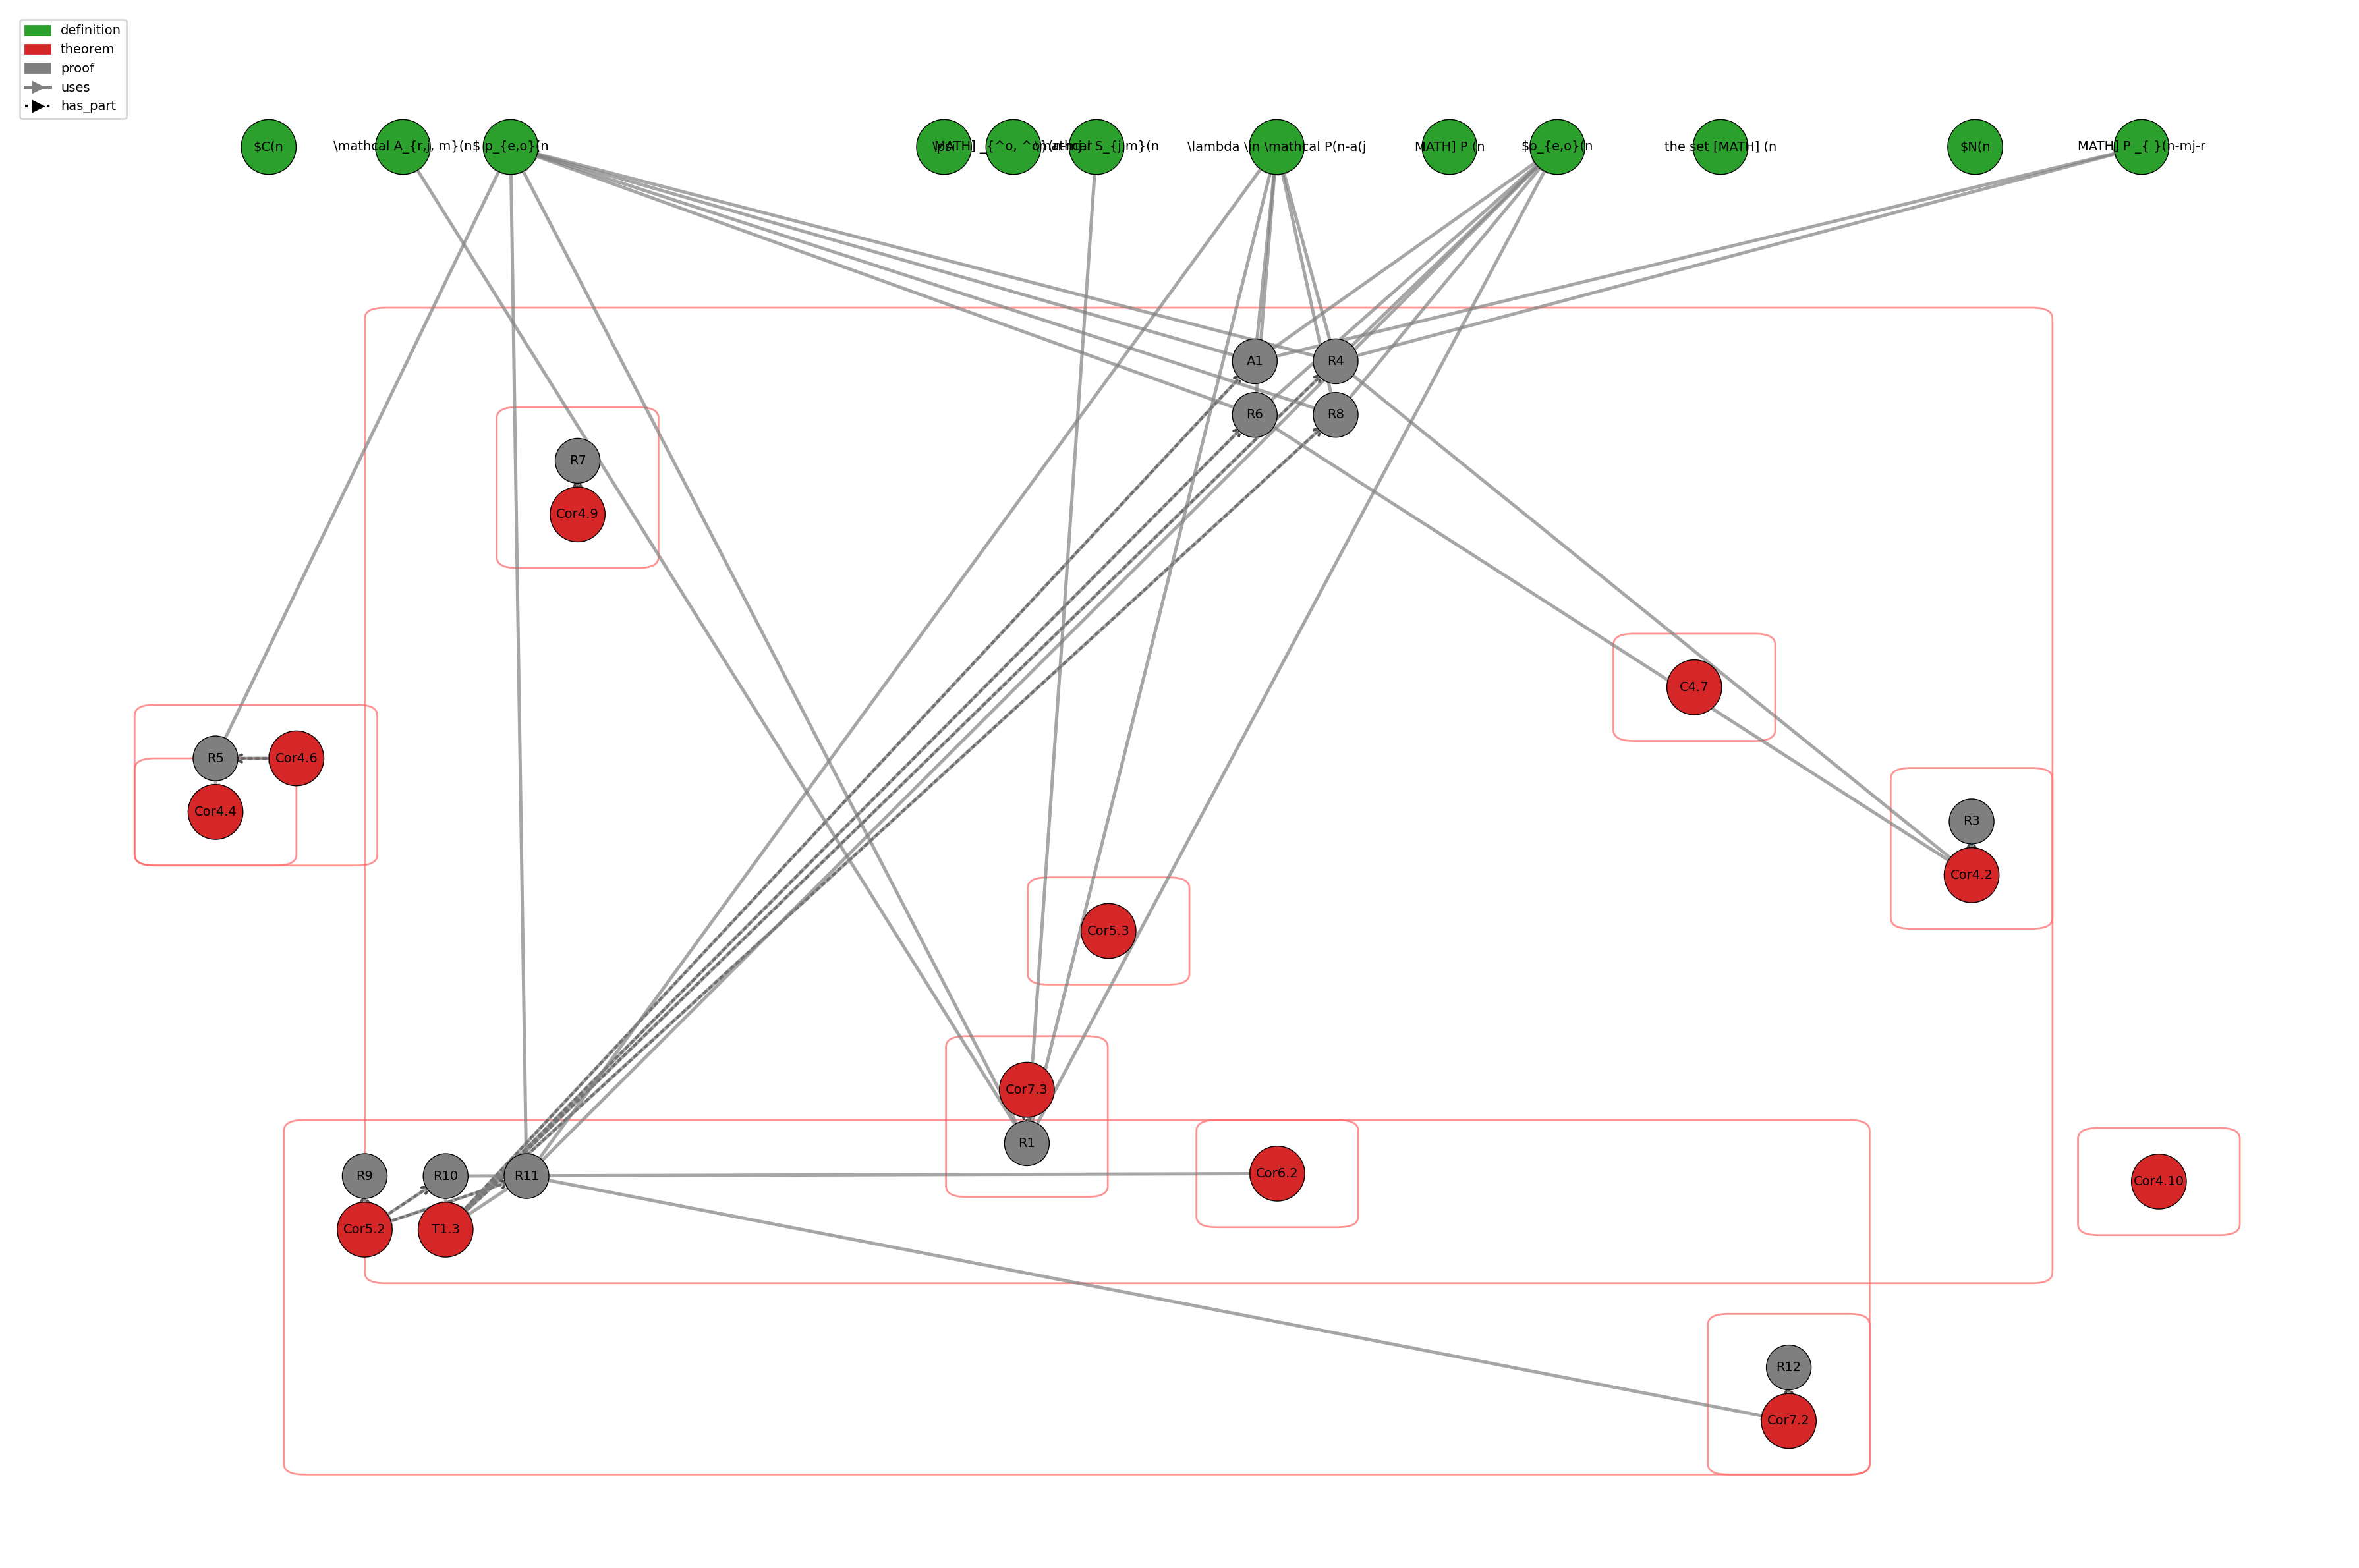 definition
theorem
proof
uses
has_part
$C(n
\mathcal A_{r,j, m}(n
$ p_{e,o}(n
S_{j,m}(n
\lambda \in \mathcal P(n-a(j
MATH] P (n
$p_{e,o}(n
the set [MATH] (n
$N(n
MATH] P _{ }(n-mj-r
A1
R4
R6
R8
R7
Cor4.9
C4.7
R5
Cor4.6
Cor4.4
R3
Cor4.2
Cor5.3
Cor7.3
R1
R9
R10
R11
Cor6.2
Cor4.10
Cor5.2
T1.3
R12
Cor7.2